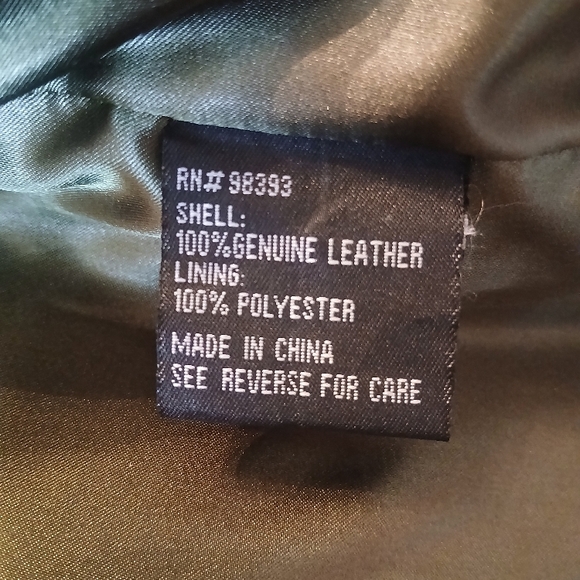 RN# 98393
SHELL:
100%GENUINE LEATHER
LINING:
100% POLYESTER
MADE IN CHINA
SEE REVERSE FOR CARE